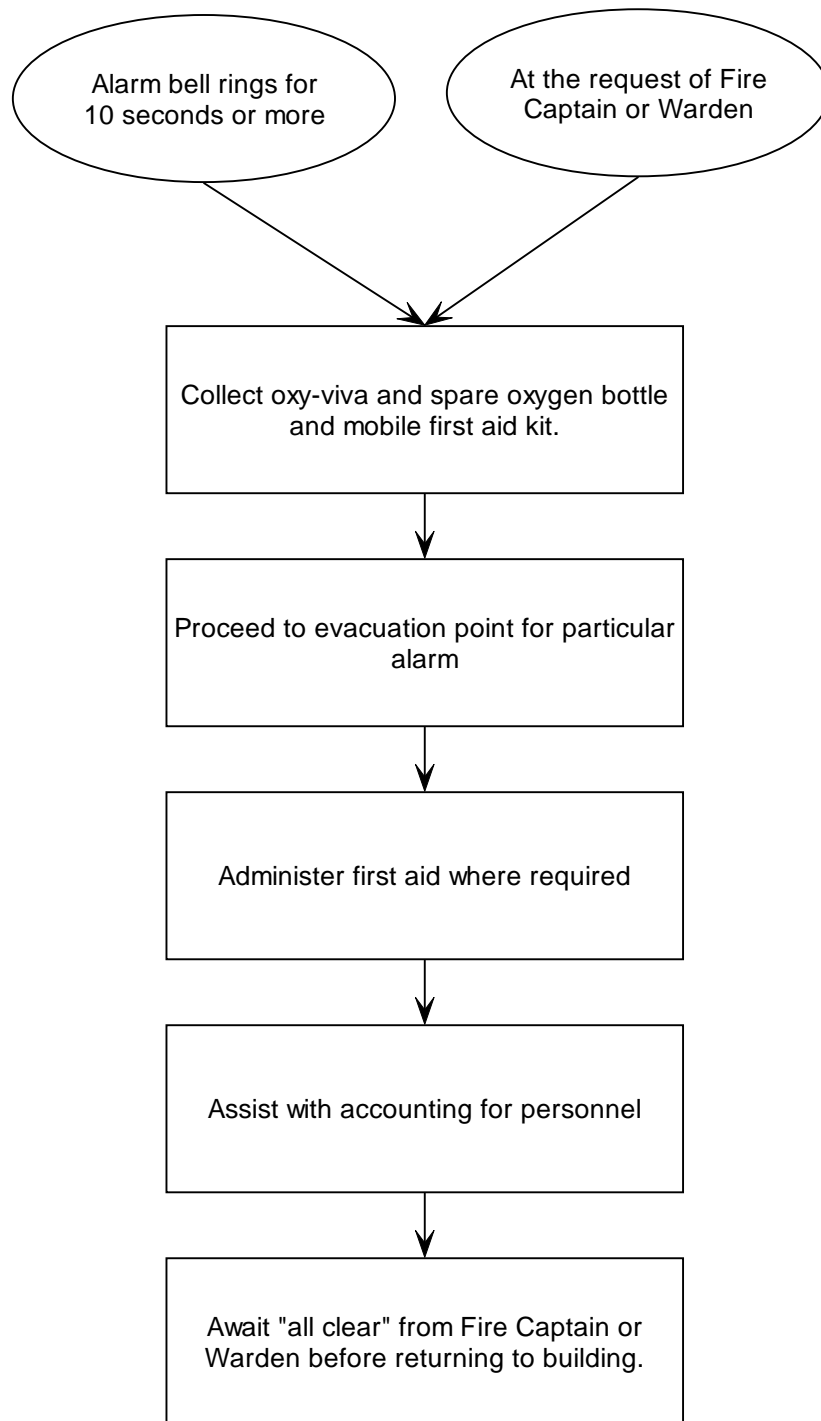 Alarm bell rings for
10 seconds or more
At the request of Fire
Captain or Warden
Collect oxy-viva and spare oxygen bottle
and mobile first aid kit.
Proceed to evacuation point for particular
alarm
Administer first aid where required
Assist with accounting for personnel
Await "all clear" from Fire Captain or
Warden before returning to building.